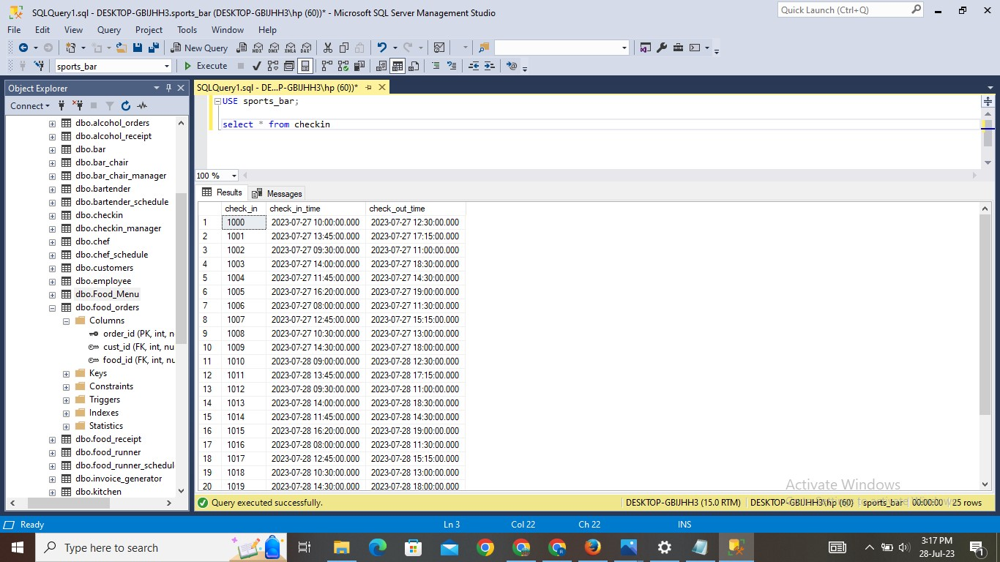 SQLQuery1.sql - DESKTOP-GBIJHH3.sports_bar (DESKTOP-GBIJHH3\hp (60))* - Microsoft SQL Server Management Studio
Quick Launch (Ctrl+Q)
File Edit View Query Project Tools Window Help
New Query MDX DMX XMLA DAX
sports_bar Execute
Object Explorer
Connect
dbo.alcohol_orders
dbo.alcohol_receipt
dbo.bar
dbo.bar_chair
dbo.bar_chair_manager
dbo.bartender
dbo.bartender_schedule
dbo.checkin
dbo.checkin_manager
dbo.chef
dbo.chef_schedule
dbo.customers
dbo.employee
dbo.Food_Menu
dbo.food_orders
Columns
order_id (PK, int, n
cust_id (FK, int, nu
food_id (FK, int, nu
Keys
Constraints
Triggers
Indexes
Statistics
dbo.food_receipt
dbo.food_runner
dbo.food_runner_schedul
dbo.invoice_generator
dbo.kitchen
SQLQuery1.sql - DE...P-GBIJHH3\hp (60))*
USE sports_bar;
select * from checkin
100 %
Results Messages
check_in check_in_time check_out_time
1 1000 2023-07-27 10:00:00.000 2023-07-27 12:30:00.000
2 1001 2023-07-27 13:45:00.000 2023-07-27 17:15:00.000
3 1002 2023-07-27 09:30:00.000 2023-07-27 11:00:00.000
4 1003 2023-07-27 14:00:00.000 2023-07-27 18:30:00.000
5 1004 2023-07-27 11:45:00.000 2023-07-27 14:30:00.000
6 1005 2023-07-27 16:20:00.000 2023-07-27 19:00:00.000
7 1006 2023-07-27 08:00:00.000 2023-07-27 11:30:00.000
8 1007 2023-07-27 12:45:00.000 2023-07-27 15:15:00.000
9 1008 2023-07-27 10:30:00.000 2023-07-27 13:00:00.000
10 1009 2023-07-27 14:30:00.000 2023-07-27 18:00:00.000
11 1010 2023-07-28 09:00:00.000 2023-07-28 12:30:00.000
12 1011 2023-07-28 13:45:00.000 2023-07-28 17:15:00.000
13 1012 2023-07-28 09:30:00.000 2023-07-28 11:00:00.000
14 1013 2023-07-28 14:00:00.000 2023-07-28 18:30:00.000
15 1014 2023-07-28 11:45:00.000 2023-07-28 14:30:00.000
16 1015 2023-07-28 16:20:00.000 2023-07-28 19:00:00.000
17 1016 2023-07-28 08:00:00.000 2023-07-28 11:30:00.000
18 1017 2023-07-28 12:45:00.000 2023-07-28 15:15:00.000
19 1018 2023-07-28 10:30:00.000 2023-07-28 13:00:00.000
20 1019 2023-07-28 14:30:00.000 2023-07-28 18:00:00.000
Activate Windows
Query executed successfully. DESKTOP-GBIJHH3 (15.0 RTM) DESKTOP-GBIJHH3\hp (60) sports_bar 00:00:00 25 rows
Ready Ln 3 Col 22 Ch 22 INS
Type here to search
3:17 PM
28-Jul-23
1